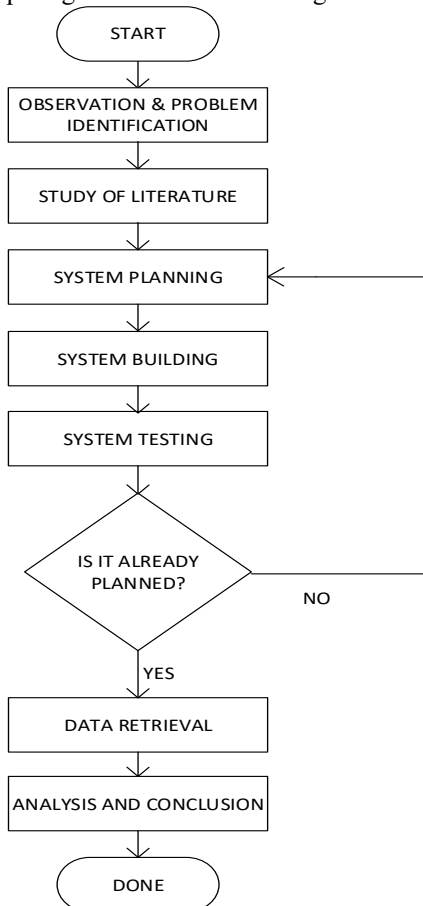 START
OBSERVATION & PROBLEM
IDENTIFICATION
STUDY OF LITERATURE
SYSTEM PLANNING
SYSTEM BUILDING
SYSTEM TESTING
IS IT ALREADY
PLANNED?
NO
YES
DATA RETRIEVAL
ANALYSIS AND CONCLUSION
DONE